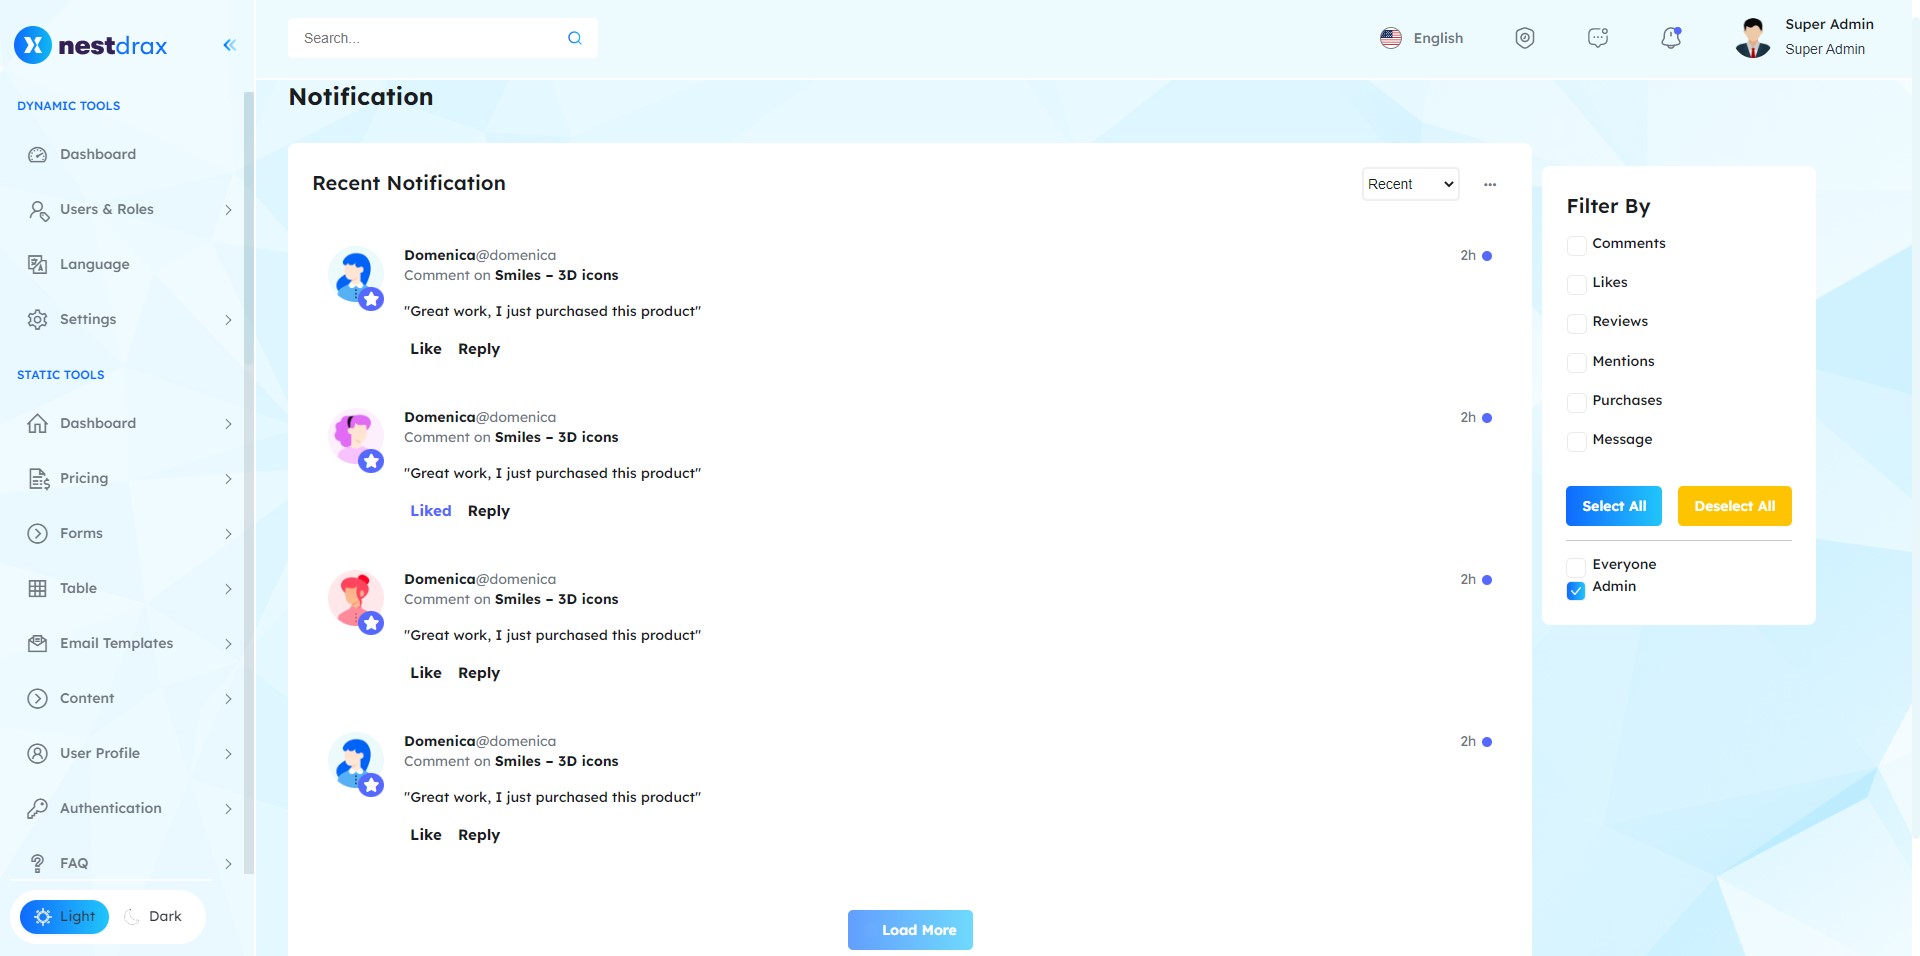 nestdrax
Search...
English
Super Admin
Super Admin
DYNAMIC TOOLS
Dashboard
Users & Roles
Language
Settings
STATIC TOOLS
Dashboard
Pricing
Forms
Table
Email Templates
Content
User Profile
Authentication
FAQ
Light
Dark
Notification
Recent Notification
Recent
Domenica@domenica
2h
Comment on Smiles – 3D icons
"Great work, I just purchased this product"
Like Reply
Domenica@domenica
2h
Comment on Smiles – 3D icons
"Great work, I just purchased this product"
Liked Reply
Domenica@domenica
2h
Comment on Smiles – 3D icons
"Great work, I just purchased this product"
Like Reply
Domenica@domenica
2h
Comment on Smiles – 3D icons
"Great work, I just purchased this product"
Like Reply
Load More
Filter By
Comments
Likes
Reviews
Mentions
Purchases
Message
Select All
Deselect All
Everyone
Admin